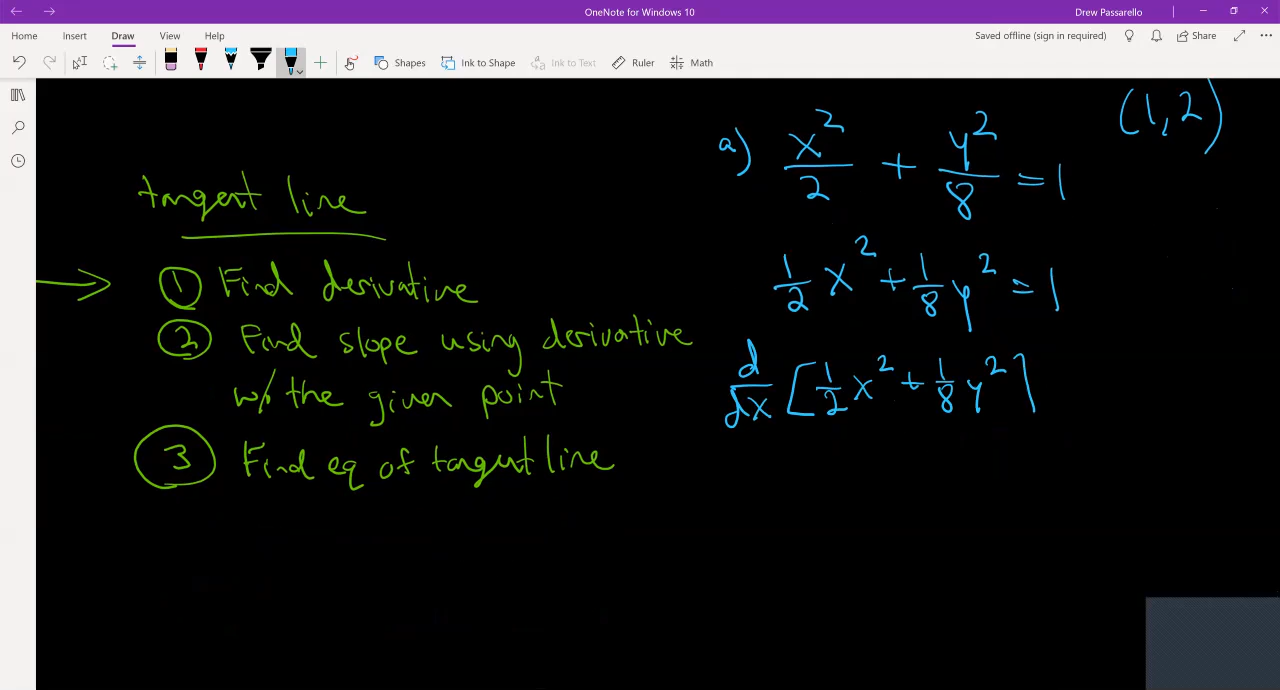 OneNote for Windows 10
Drew Passarello
Home Insert Draw View Help
Saved offline (sign in required) Share
Shapes Ink to Shape Ink to Text Ruler Math
tangent line
① Find derivative
② Find slope using derivative
w/ the given point
③ Find eq of tangent line
a) x²/2 + y²/8 = 1
(1,2)
1/2 x² + 1/8 y² = 1
d/dx [1/2 x² + 1/8 y²]